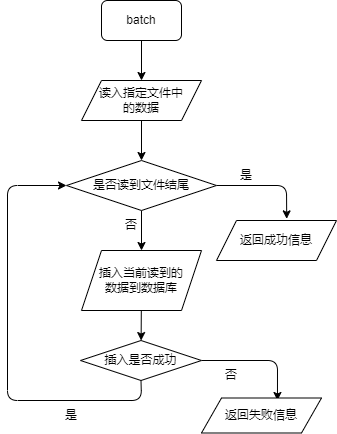 batch
读入指定文件中
的数据
是否读到文件结尾
是
否
返回成功信息
插入当前读到的
数据到数据库
插入是否成功
否
是
返回失败信息